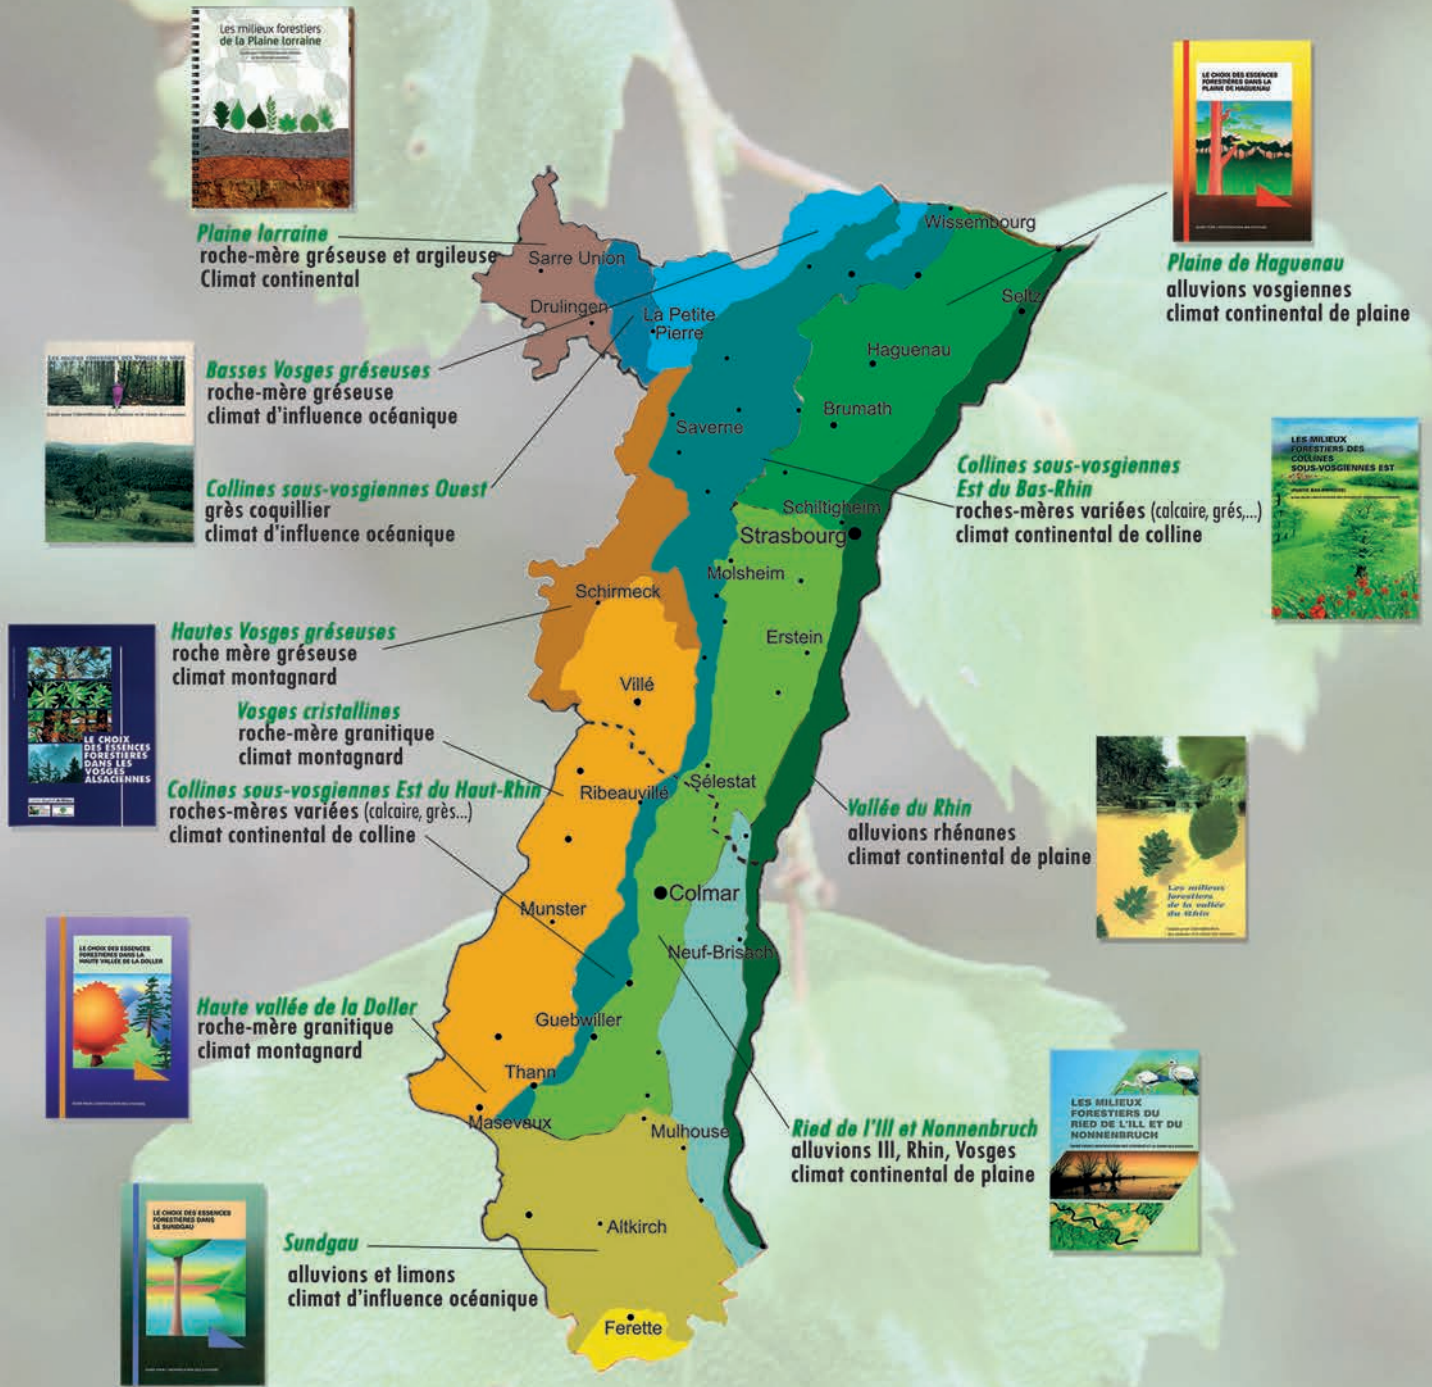 Les milieux forestiers
de la Plaine lorraine
Plaine lorraine
roche-mère gréseuse et argileuse
Climat continental
LE CHOIX DES ESSENCES
FORESTIÈRES DANS LA
PLAINE DE HAGUENAU
Plaine de Haguenau
alluvions vosgiennes
climat continental de plaine
LES MILIEUX FORESTIERS DES VOSGES DU NORD
Basses Vosges gréseuses
roche-mère gréseuse
climat d'influence océanique
Collines sous-vosgiennes Ouest
grès coquillier
climat d'influence océanique
LES MILIEUX
FORESTIERS DES
COLLINES
SOUS-VOSGIENNES EST
Collines sous-vosgiennes
Est du Bas-Rhin
roches-mères variées (calcaire, grés,...)
climat continental de colline
LE CHOIX
DES ESSENCES
FORESTIÈRES
DANS LES
VOSGES
ALSACIENNES
Hautes Vosges gréseuses
roche mère gréseuse
climat montagnard
Vosges cristallines
roche-mère granitique
climat montagnard
Collines sous-vosgiennes Est du Haut-Rhin
roches-mères variées (calcaire, grès...)
climat continental de colline
Vallée du Rhin
alluvions rhénanes
climat continental de plaine
Les milieux
forestiers
de la vallée
du Rhin
LE CHOIX DES ESSENCES
FORESTIÈRES DANS LA
HAUTE VALLÉE DE LA DOLLER
Haute vallée de la Doller
roche-mère granitique
climat montagnard
Ried de l'Ill et Nonnenbruch
alluvions Ill, Rhin, Vosges
climat continental de plaine
LES MILIEUX
FORESTIERS DU
RIED DE L'ILL ET DU
NONNENBRUCH
LE CHOIX DES ESSENCES
FORESTIÈRES DANS
LE SUNDGAU
Sundgau
alluvions et limons
climat d'influence océanique
Wissembourg
Sarre Union
Seltz
Drulingen
La Petite
Pierre
Haguenau
Brumath
Saverne
Schiltigheim
Strasbourg
Molsheim
Schirmeck
Erstein
Villé
Sélestat
Ribeauvillé
Colmar
Munster
Neuf-Brisach
Guebwiller
Thann
Masevaux
Mulhouse
Altkirch
Ferette